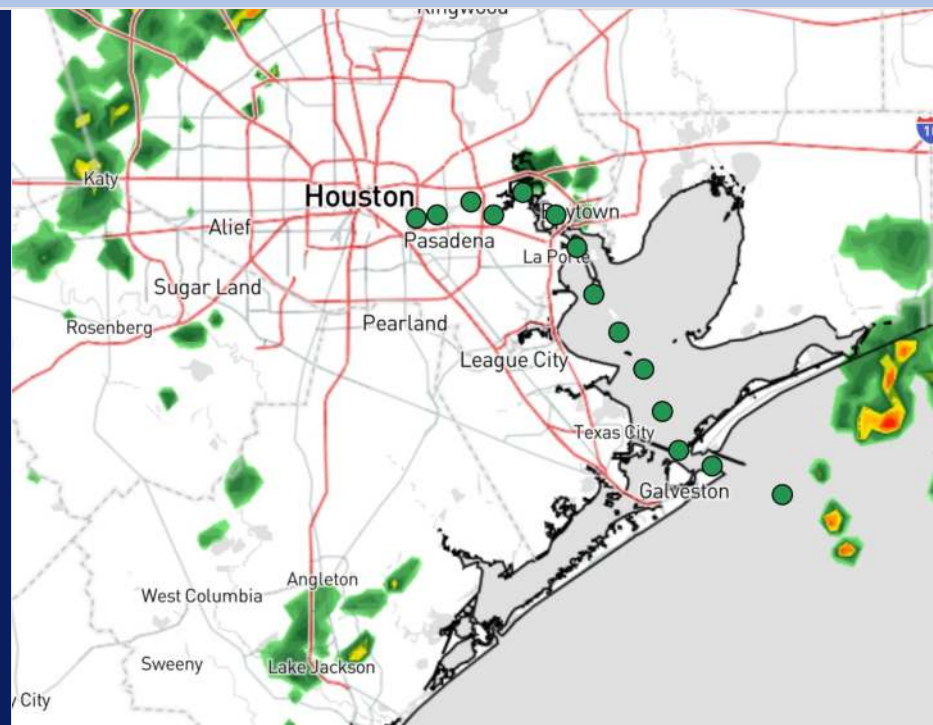 Kingwood
10
Katy
Houston
Baytown
Alief
Pasadena
La Porte
Sugar Land
Rosenberg
Pearland
League City
Texas City
Galveston
Angleton
West Columbia
Sweeny
Lake Jackson
City